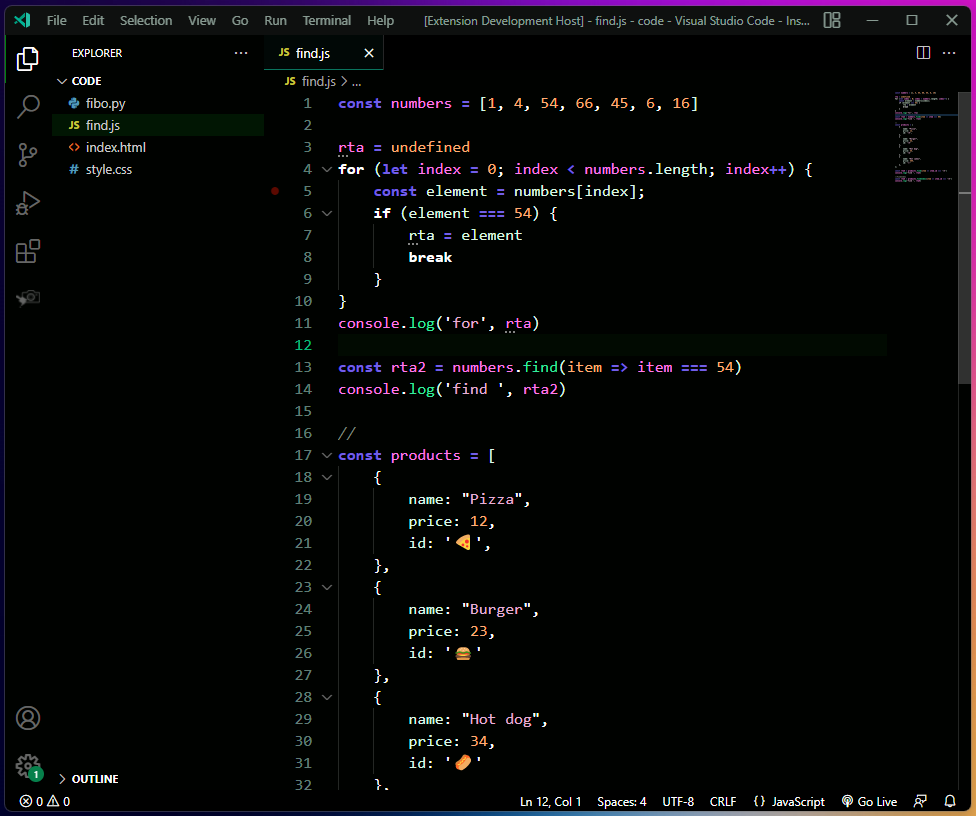 File Edit Selection View Go Run Terminal Help [Extension Development Host] - find.js - code - Visual Studio Code - Ins...
EXPLORER ...
CODE
fibo.py
JS find.js
index.html
# style.css
OUTLINE
JS find.js
JS find.js > ...
1 const numbers = [1, 4, 54, 66, 45, 6, 16]
2
3 rta = undefined
4 for (let index = 0; index < numbers.length; index++) {
5 const element = numbers[index];
6 if (element === 54) {
7 rta = element
8 break
9 }
10 }
11 console.log('for', rta)
12
13 const rta2 = numbers.find(item => item === 54)
14 console.log('find ', rta2)
15
16 //
17 const products = [
18 {
19 name: "Pizza",
20 price: 12,
21 id: '🍕',
22 },
23 {
24 name: "Burger",
25 price: 23,
26 id: '🍔'
27 },
28 {
29 name: "Hot dog",
30 price: 34,
31 id: '🌭'
32 },
1
0 0 Ln 12, Col 1 Spaces: 4 UTF-8 CRLF {} JavaScript Go Live